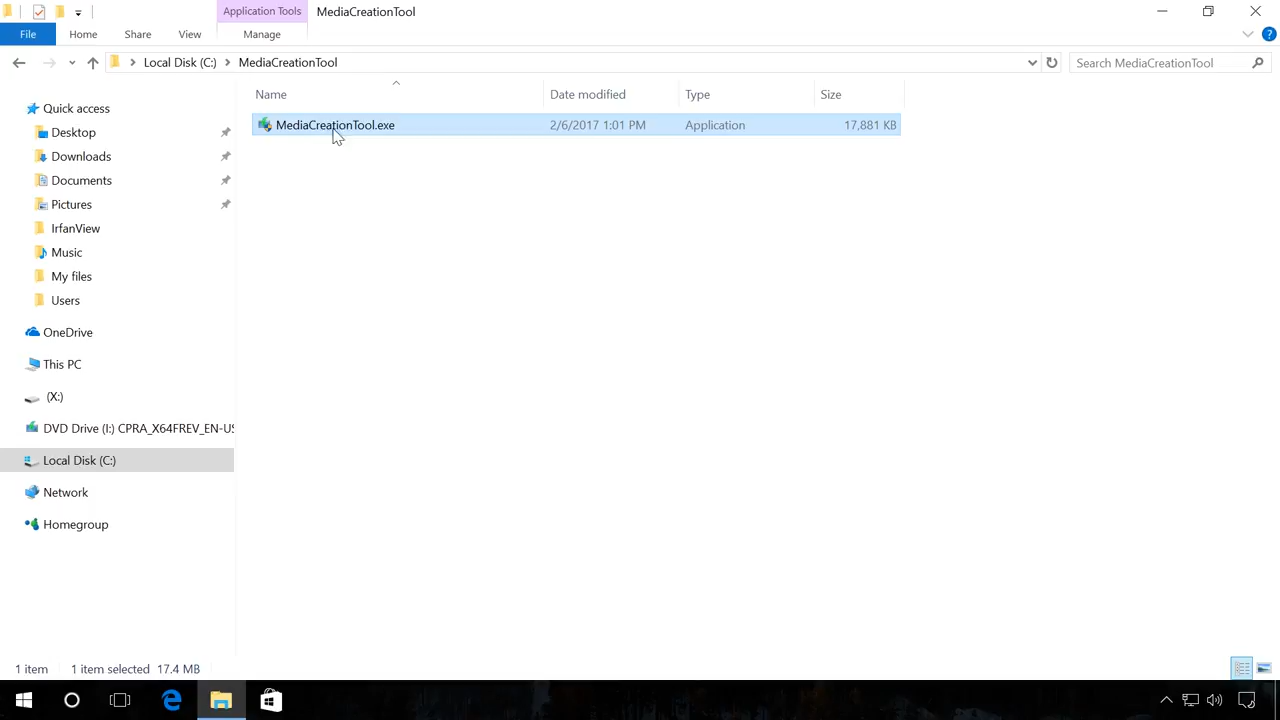 Application Tools
MediaCreationTool
File
Home
Share
View
Manage
Local Disk (C:)
MediaCreationTool
Search MediaCreationTool
Name
Date modified
Type
Size
MediaCreationTool.exe
2/6/2017 1:01 PM
Application
17,881 KB
Quick access
Desktop
Downloads
Documents
Pictures
IrfanView
Music
My files
Users
OneDrive
This PC
(X:)
DVD Drive (I:) CPRA_X64FREV_EN-US
Local Disk (C:)
Network
Homegroup
1 item
1 item selected
17.4 MB